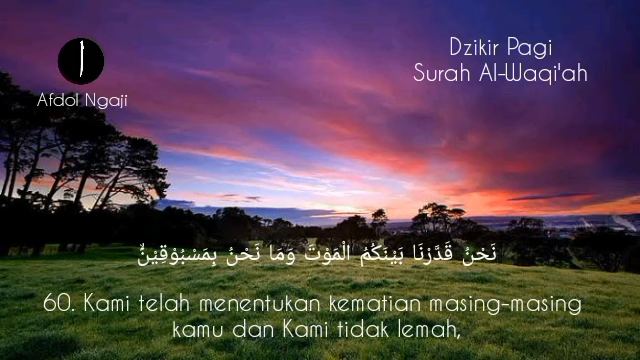 ا
Afdol Ngaji
Dzikir Pagi
Surah Al-Waqi'ah
نَحْنُ قَدَّرْنَا بَيْنَكُمُ الْمَوْتَ وَمَا نَحْنُ بِمَسْبُوْقِيْنَۙ
60. Kami telah menentukan kematian masing-masing
kamu dan Kami tidak lemah,